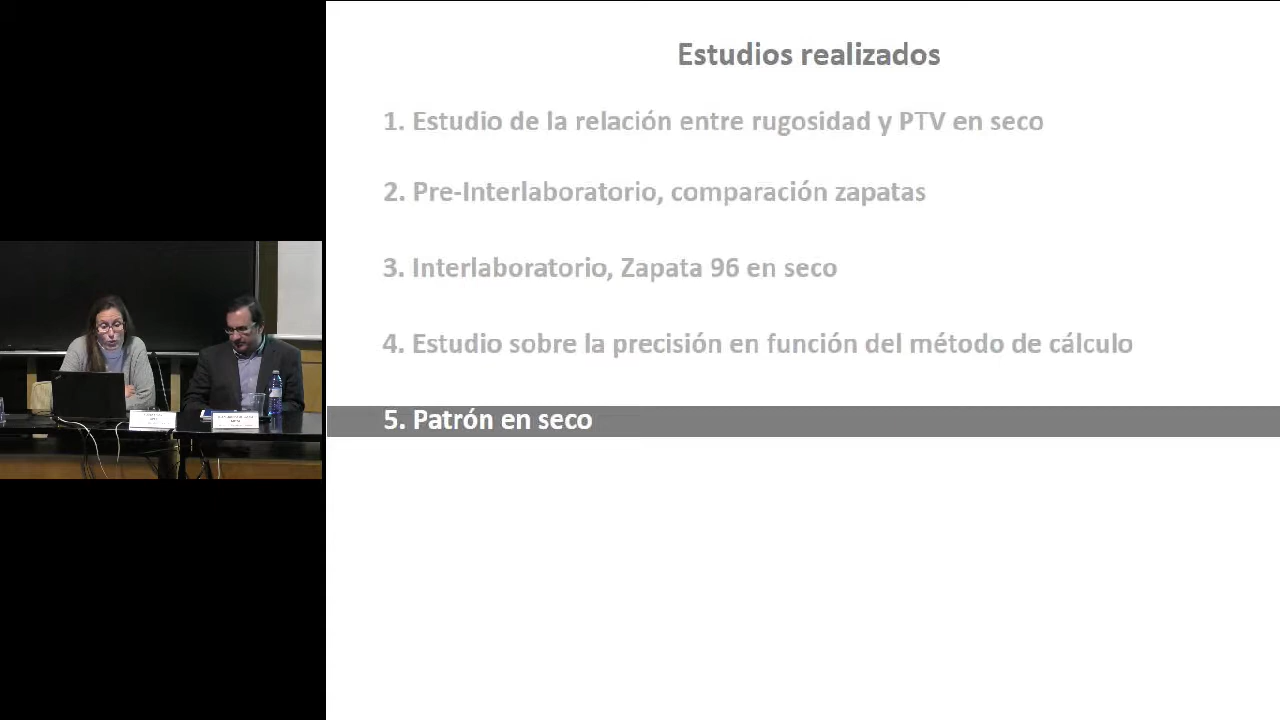 Estudios realizados
1. Estudio de la relación entre rugosidad y PTV en seco
2. Pre-Interlaboratorio, comparación zapatas
3. Interlaboratorio, Zapata 96 en seco
4. Estudio sobre la precisión en función del método de cálculo
5. Patrón en seco